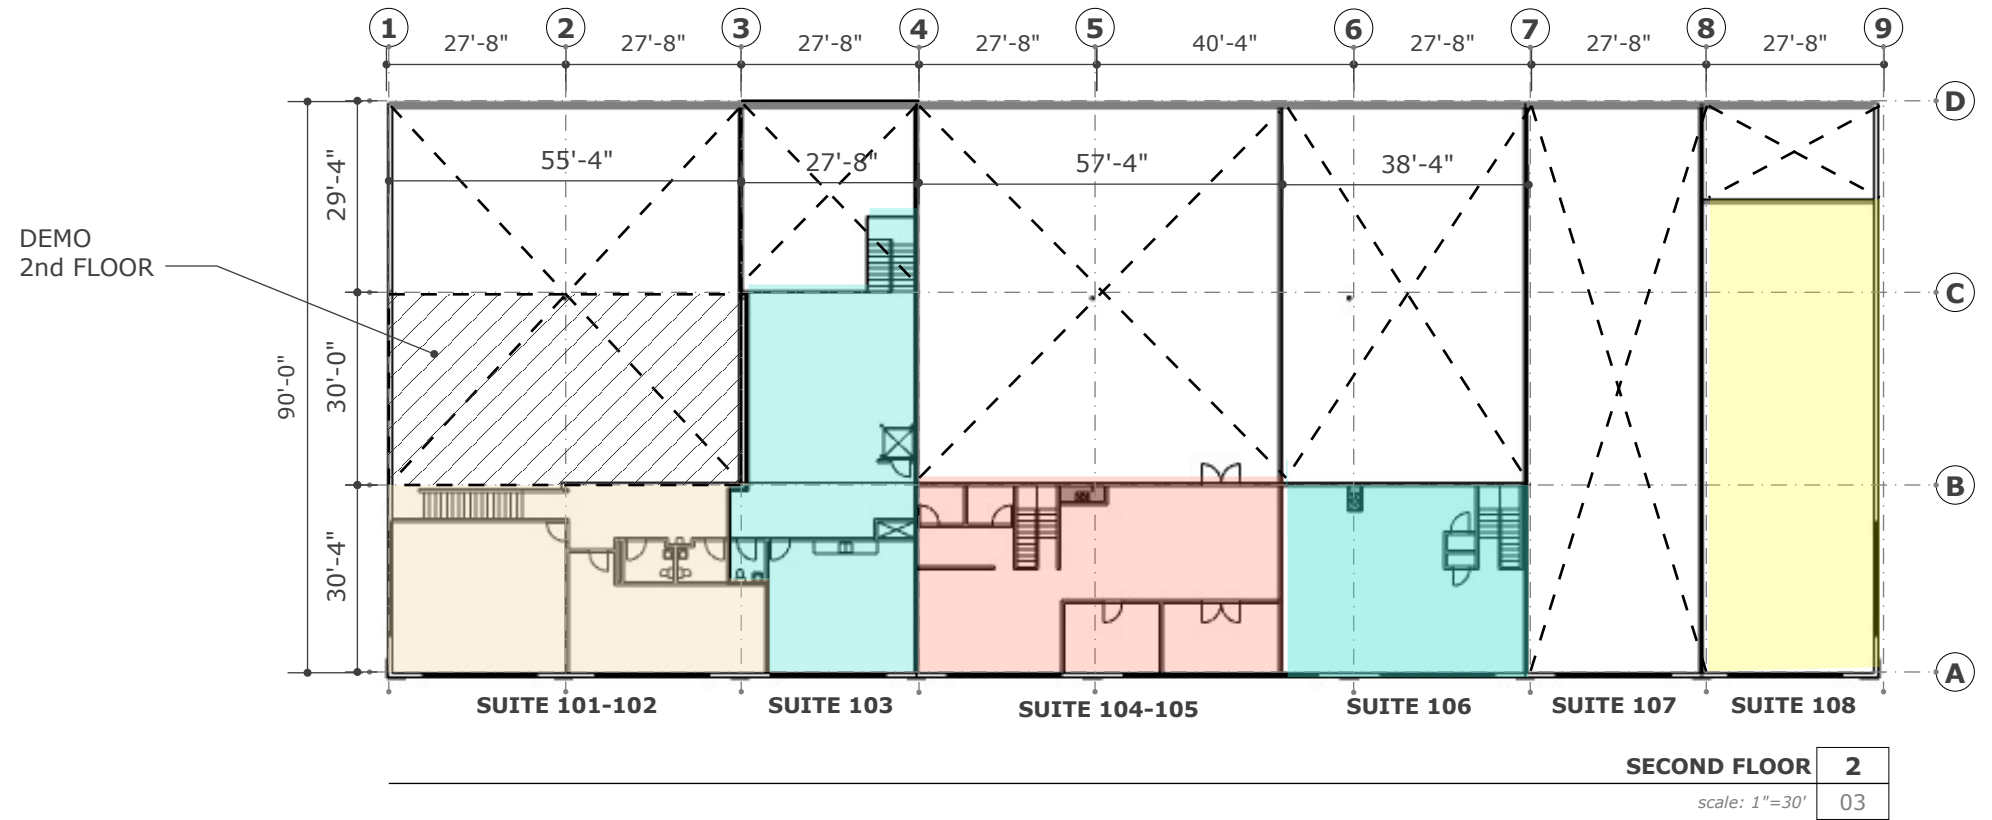 1 2 3 4 5 6 7 8 9
27'-8" 27'-8" 27'-8" 27'-8" 40'-4" 27'-8" 27'-8" 27'-8"
D
55'-4" 27'-8" 57'-4" 38'-4"
29'-4"
DEMO
2nd FLOOR
C
90'-0"
30'-0"
B
30'-4"
A
SUITE 101-102 SUITE 103 SUITE 104-105 SUITE 106 SUITE 107 SUITE 108
SECOND FLOOR 2
scale: 1"=30' 03